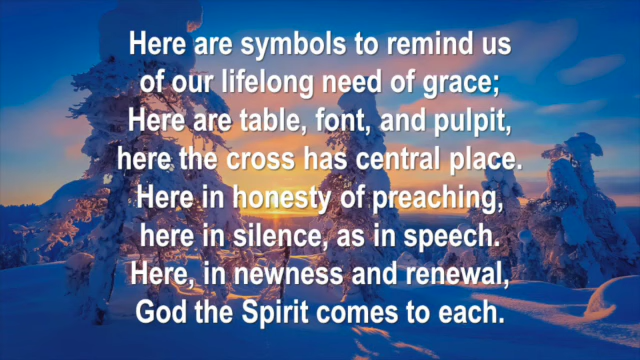 Here are symbols to remind us
of our lifelong need of grace;
Here are table, font, and pulpit,
here the cross has central place.
Here in honesty of preaching,
here in silence, as in speech.
Here, in newness and renewal,
God the Spirit comes to each.